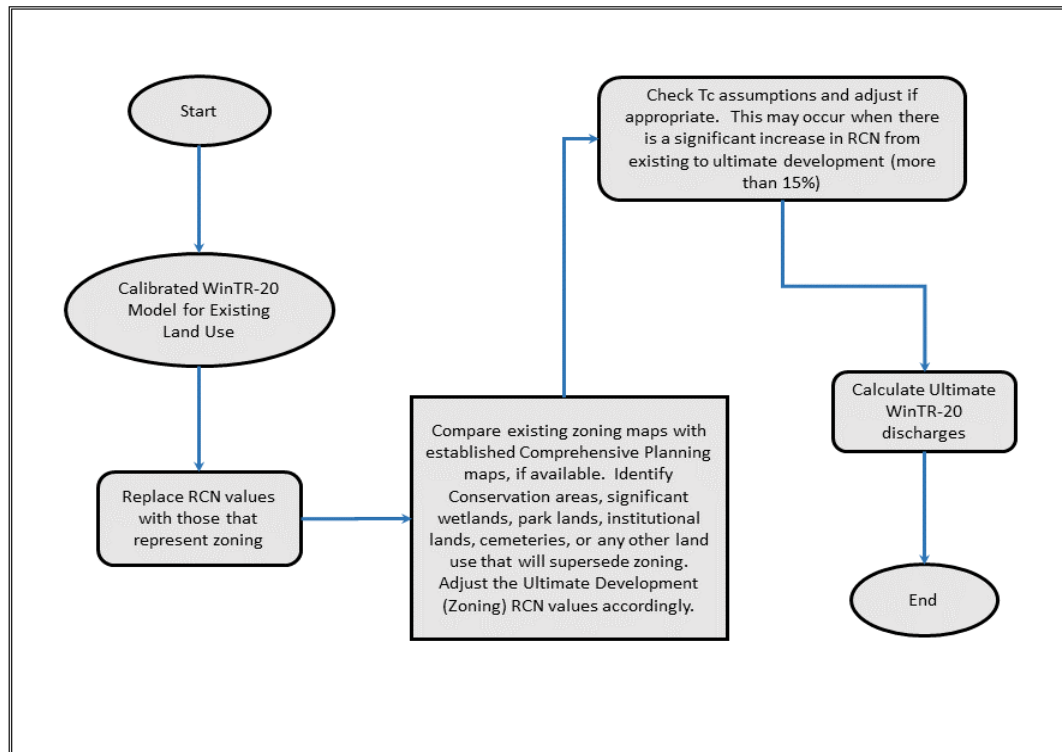 Start
Calibrated WinTR-20
Model for Existing
Land Use
Replace RCN values
with those that
represent zoning
Compare existing zoning maps with
established Comprehensive Planning
maps, if available.  Identify
Conservation areas, significant
wetlands, park lands, institutional
lands, cemeteries, or any other land
use that will supersede zoning.
Adjust the Ultimate Development
(Zoning) RCN values accordingly.
Check Tc assumptions and adjust if
appropriate.  This may occur when there
is a significant increase in RCN from
existing to ultimate development (more
than 15%)
Calculate Ultimate
WinTR-20
discharges
End